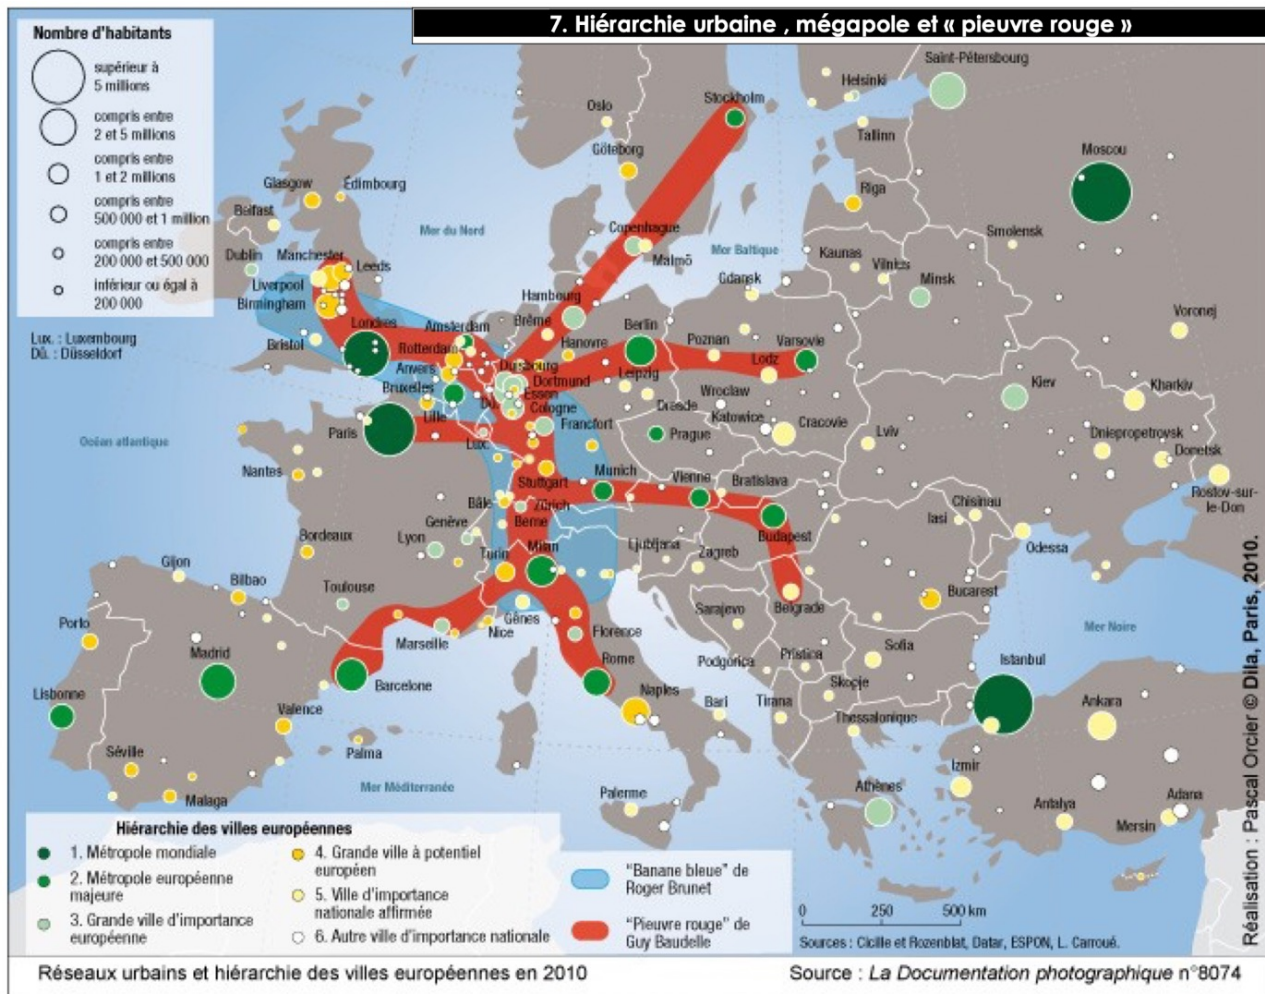 7. Hiérarchie urbaine , mégapole et « pieuvre rouge »
Nombre d'habitants
supérieur à
5 millions
compris entre
2 et 5 millions
compris entre
1 et 2 millions
compris entre
500 000 et 1 million
compris entre
200 000 et 500 000
inférieur ou égal à
200 000
Lux. : Luxembourg
Dü. : Düsseldorf
Saint-Pétersbourg
Helsinki
Stockholm
Oslo
Tallinn
Göteborg
Moscou
Glasgow
Édimbourg
Riga
Belfast
Mer du Nord
Copenhague
Smolensk
Dublin
Manchester
Leeds
Malmö
Mer Baltique
Kaunas
Vilnius
Liverpool
Gdansk
Minsk
Birmingham
Hambourg
Londres
Amsterdam
Brême
Berlin
Voronej
Bristol
Rotterdam
Hanovre
Poznan
Varsovie
Anvers
Duisbourg
Leipzig
Lodz
Bruxelles
Dortmund
Essen
Dü.
Dresde
Wroclaw
Kiev
Kharkiv
Lille
Cologne
Katowice
Océan atlantique
Paris
Francfort
Prague
Cracovie
Lviv
Dniepropetrovsk
Lux.
Donetsk
Nantes
Stuttgart
Munich
Vienne
Bratislava
Rostov-sur-
le-Don
Bâle
Zürich
Chisinau
Genève
Berne
Budapest
Iasi
Lyon
Bordeaux
Turin
Milan
Ljubljana
Zagreb
Odessa
Gijon
Bilbao
Toulouse
Belgrade
Bucarest
Porto
Marseille
Nice
Gênes
Florence
Sarajevo
Mer Noire
Madrid
Rome
Podgorica
Pristica
Sofia
Istanbul
Lisbonne
Barcelone
Naples
Bari
Tirana
Skopje
Ankara
Valence
Thessalonique
Séville
Palma
Izmir
Malaga
Mer Méditerranée
Palerme
Athènes
Antalya
Adana
Mersin
Hiérarchie des villes européennes
1. Métropole mondiale
2. Métropole européenne
majeure
3. Grande ville d'importance
européenne
4. Grande ville à potentiel
européen
5. Ville d'importance
nationale affirmée
6. Autre ville d'importance nationale
"Banane bleue" de
Roger Brunet
"Pieuvre rouge" de
Guy Baudelle
0 250 500 km
Sources : Cicille et Rozenblat, Datar, ESPON, L. Carroué.
Réalisation : Pascal Orcier © Dila, Paris, 2010.
Réseaux urbains et hiérarchie des villes européennes en 2010
Source : La Documentation photographique n°8074